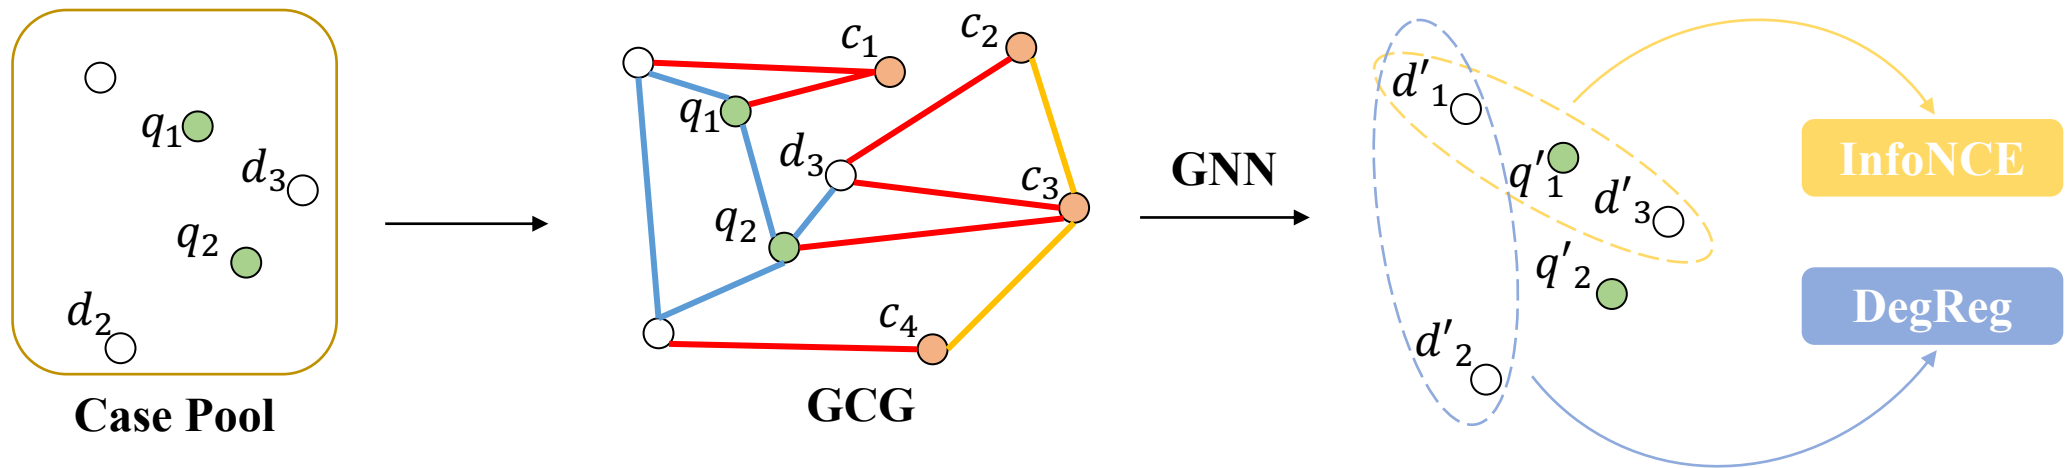 q₁
d₃
q₂
d₂
Case Pool
c₁
c₂
q₁
d₃
c₃
q₂
c₄
GCG
GNN
d′₁
q′₁
d′₃
q′₂
d′₂
InfoNCE
DegReg